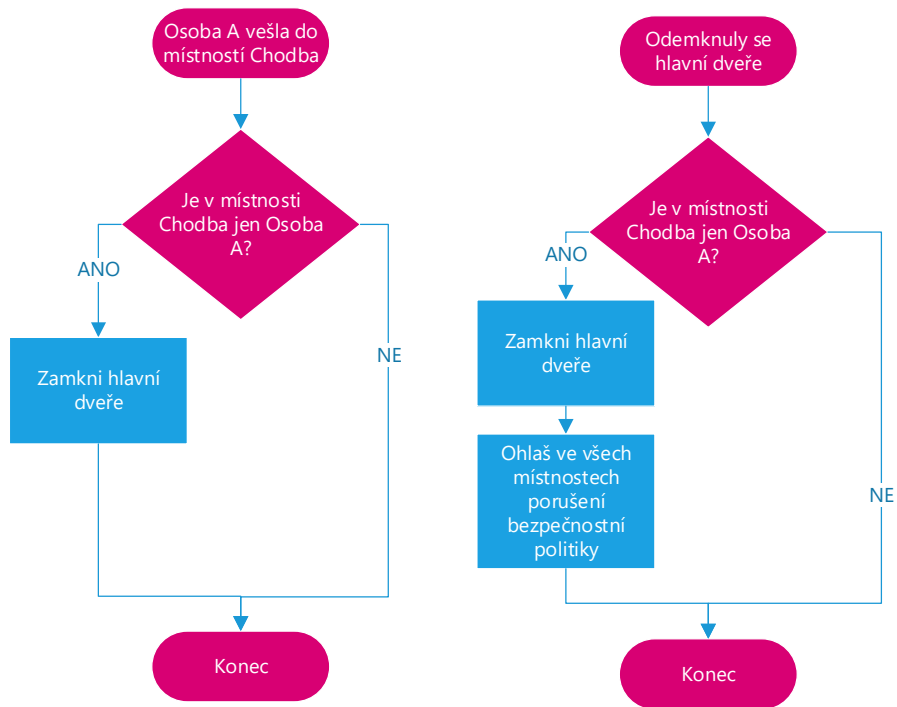 Osoba A vešla do
místností Chodba
Je v místnosti
Chodba jen Osoba
A?
ANO
NE
Zamkni hlavní
dveře
Konec
Odemknuly se
hlavní dveře
Je v místnosti
Chodba jen Osoba
A?
ANO
Zamkni hlavní
dveře
Ohlaš ve všech
místnostech
porušení
bezpečnostní
politiky
NE
Konec